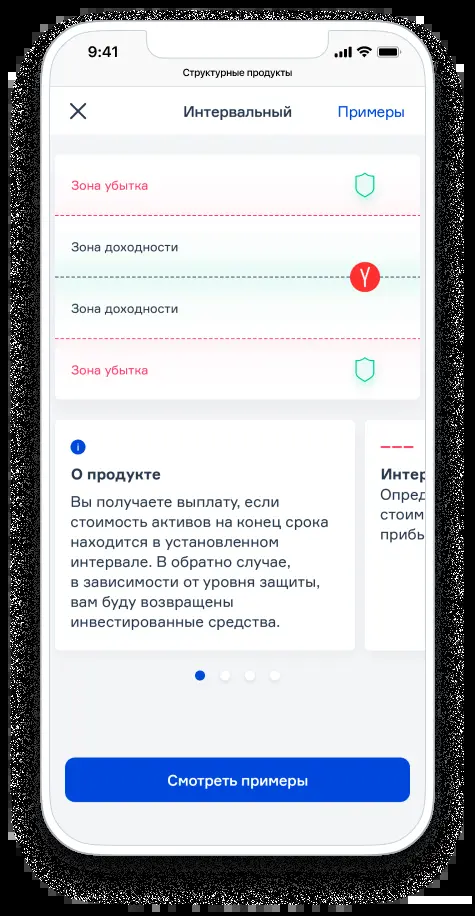 9:41
Структурные продукты
Интервальный
Примеры
Зона убытка
Зона доходности
Зона доходности
Зона убытка
О продукте
Вы получаете выплату, если
стоимость активов на конец срока
находится в установленном
интервале. В обратно случае,
в зависимости от уровня защиты,
вам буду возвращены
инвестированные средства.
Интер
Опред
стоим
прибы
Смотреть примеры